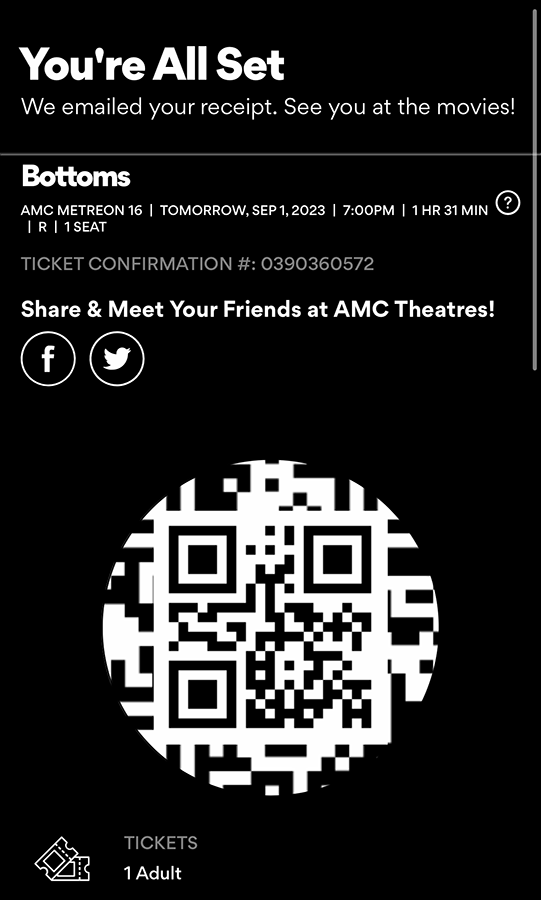 You're All Set
We emailed your receipt. See you at the movies!
Bottoms
AMC METREON 16 | TOMORROW, SEP 1, 2023 | 7:00PM | 1 HR 31 MIN
| R | 1 SEAT
?
TICKET CONFIRMATION #: 0390360572
Share & Meet Your Friends at AMC Theatres!
f
TICKETS
1 Adult